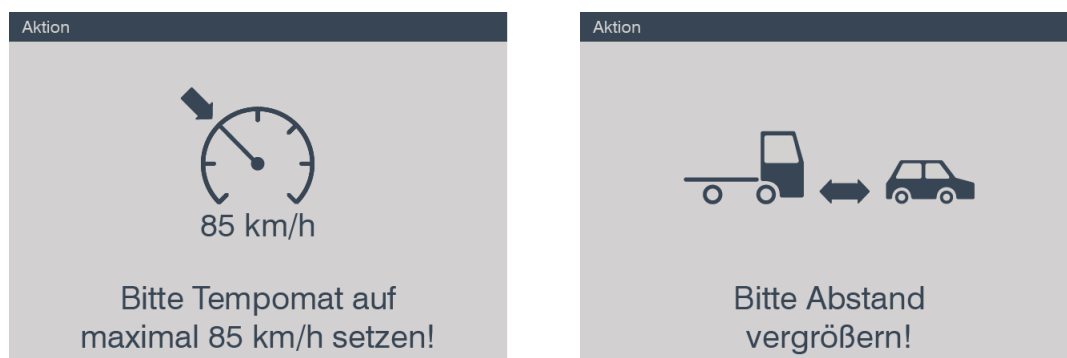 Aktion
85 km/h
Bitte Tempomat auf
maximal 85 km/h setzen!
Aktion
Bitte Abstand
vergrößern!